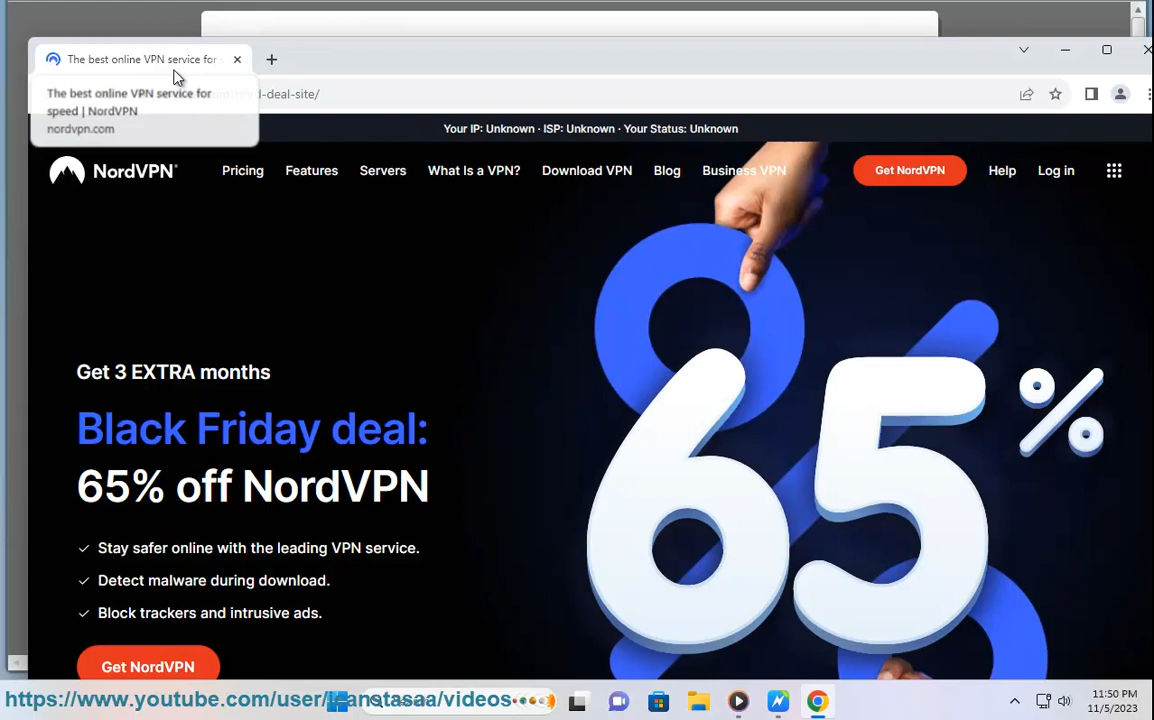 The best online VPN service for
The best online VPN service for
speed | NordVPN
nordvpn.com
-deal-site/
Your IP: Unknown · ISP: Unknown · Your Status: Unknown
NordVPN®
Pricing
Features
Servers
What Is a VPN?
Download VPN
Blog
Business VPN
Get NordVPN
Help
Log in
Get 3 EXTRA months
Black Friday deal:
65% off NordVPN
✓ Stay safer online with the leading VPN service.
✓ Detect malware during download.
✓ Block trackers and intrusive ads.
Get NordVPN
65%
https://www.youtube.com/user/jeanatasaa/videos
11:50 PM
11/5/2023